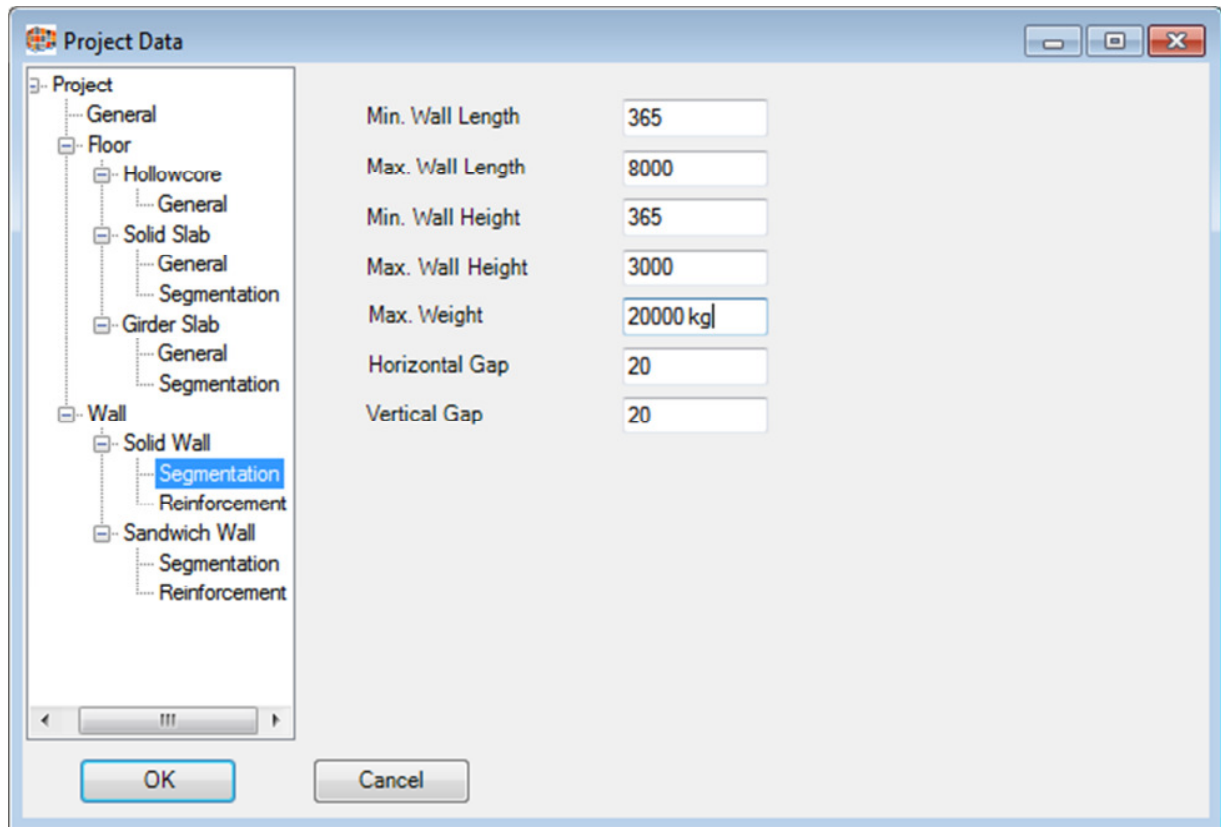 Project Data
Project
General
Floor
Hollowcore
General
Solid Slab
General
Segmentation
Girder Slab
General
Segmentation
Wall
Solid Wall
Segmentation
Reinforcement
Sandwich Wall
Segmentation
Reinforcement
Min. Wall Length 365
Max. Wall Length 8000
Min. Wall Height 365
Max. Wall Height 3000
Max. Weight 20000 kg
Horizontal Gap 20
Vertical Gap 20
OK Cancel